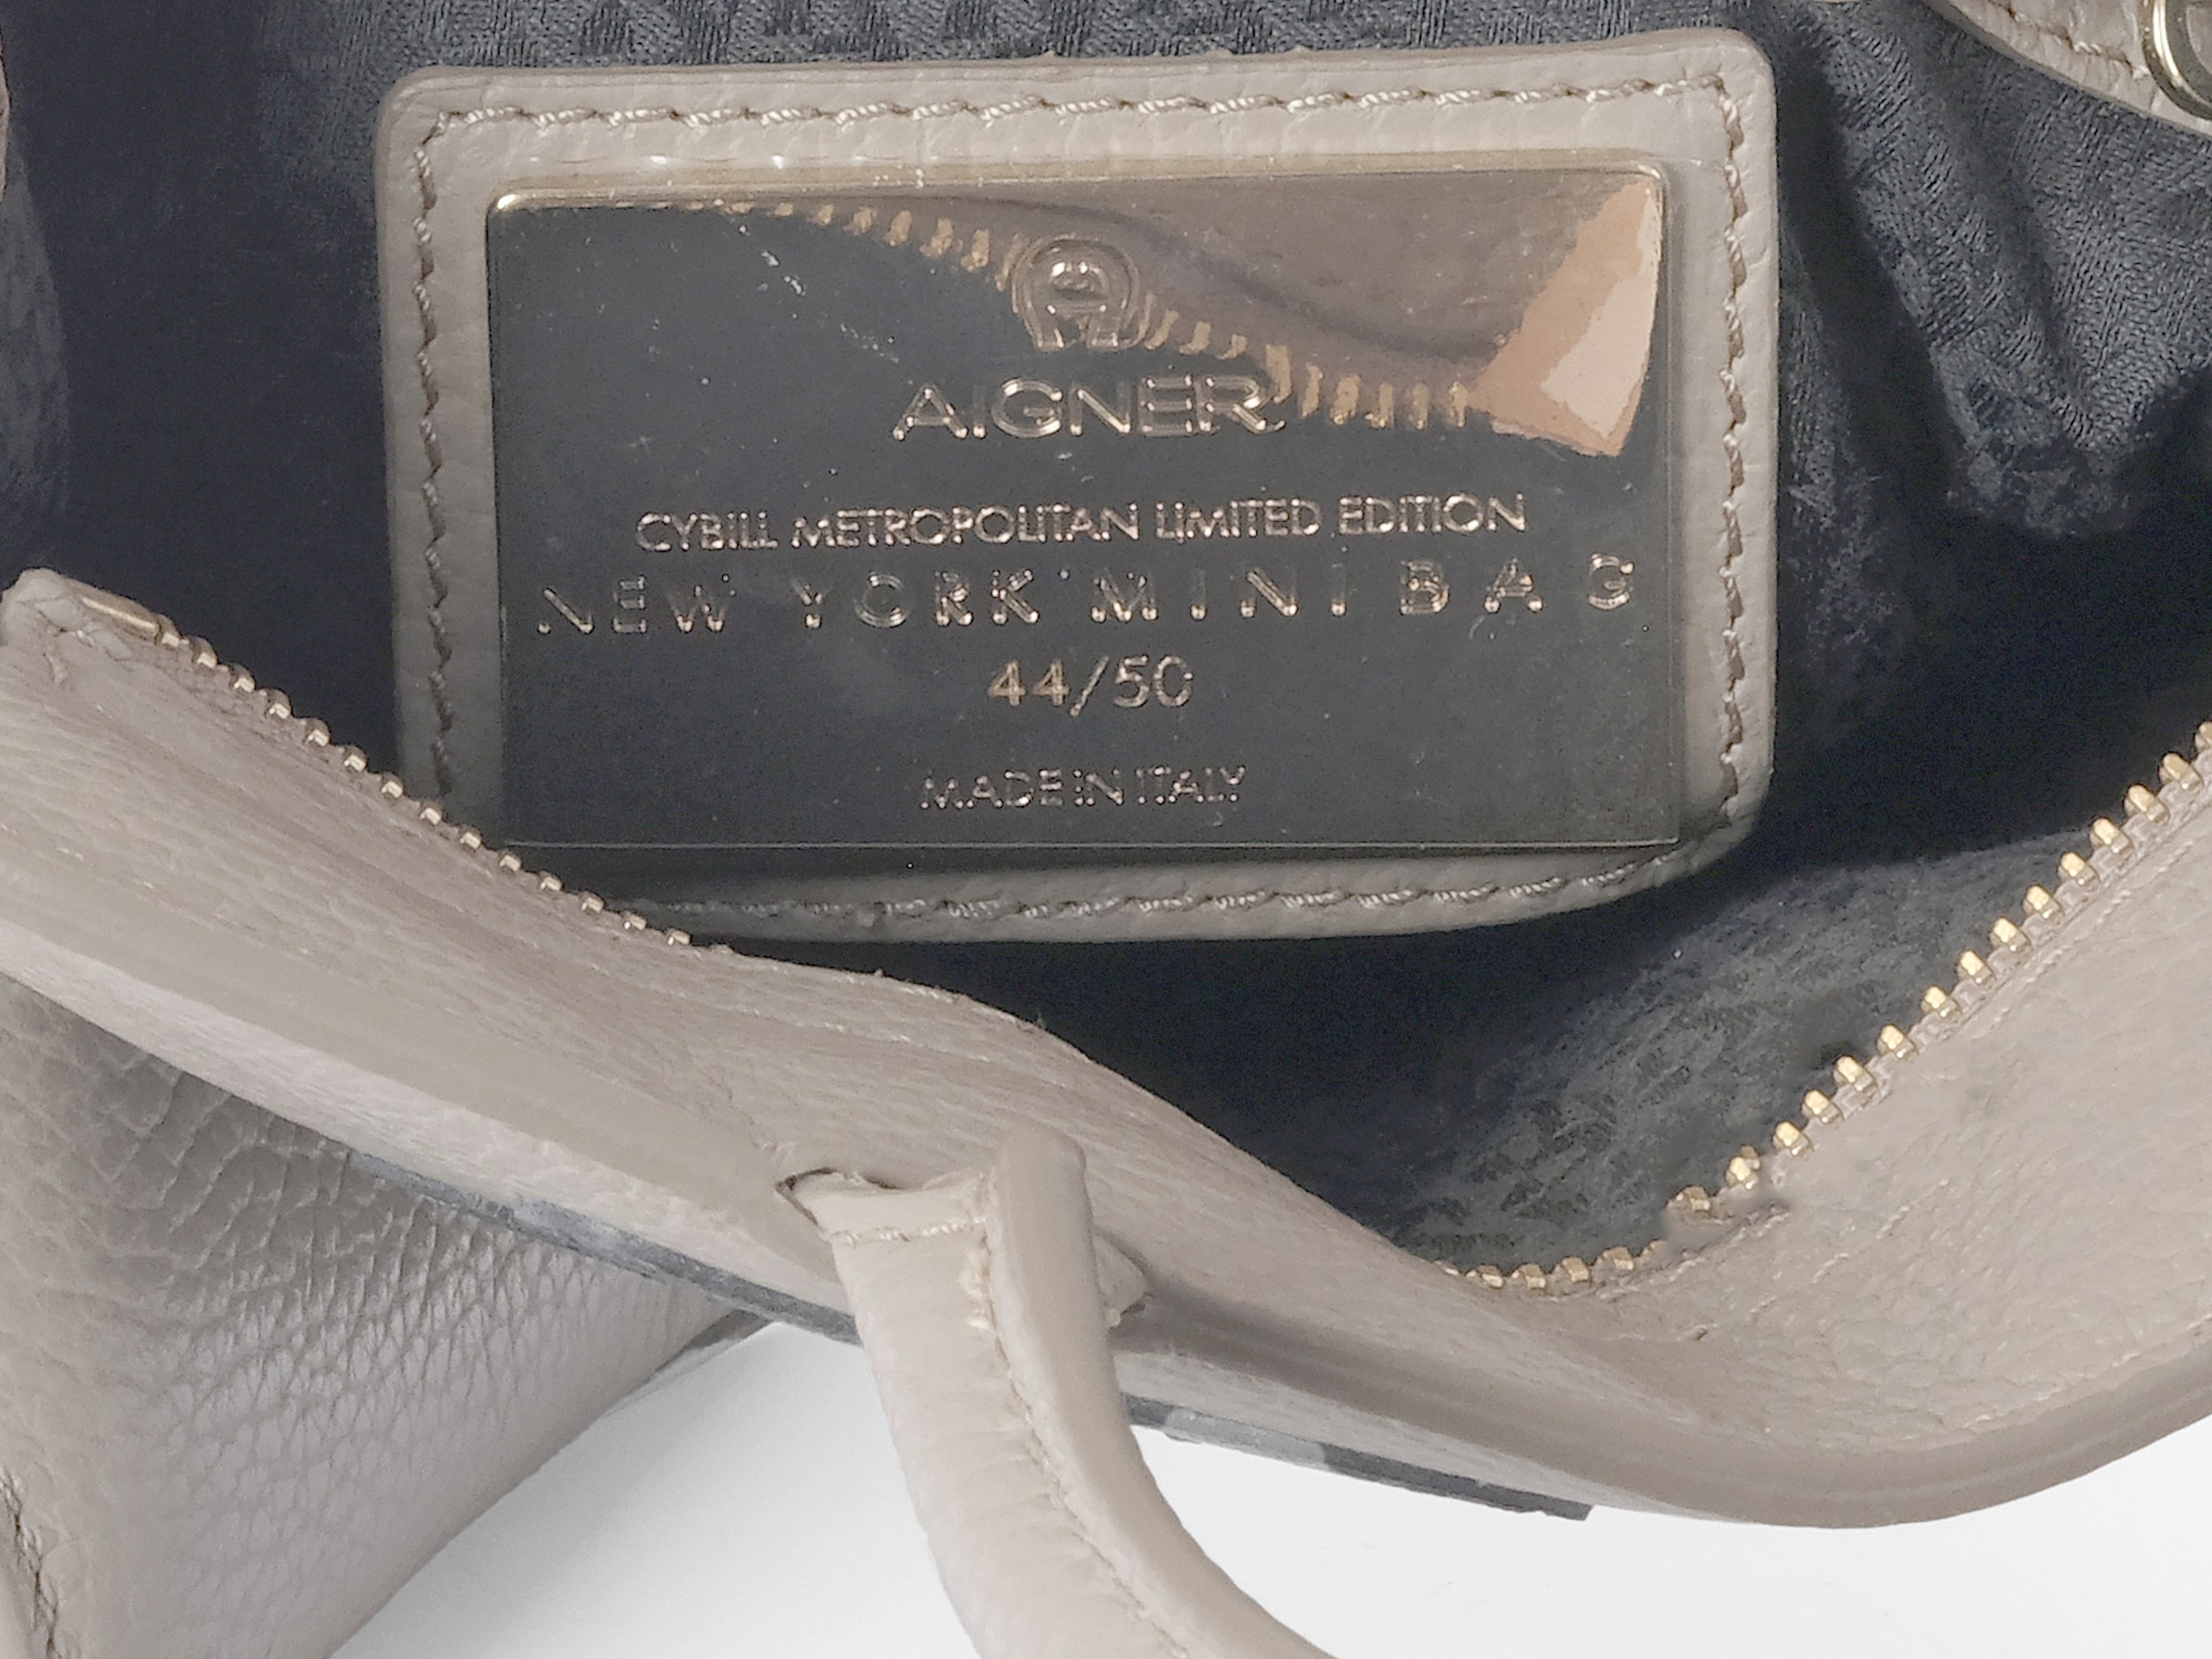 A
AIGNER
CYBILL METROPOLITAN LIMITED EDITION
NEW YORK MINI BAG
44/50
MADE IN ITALY